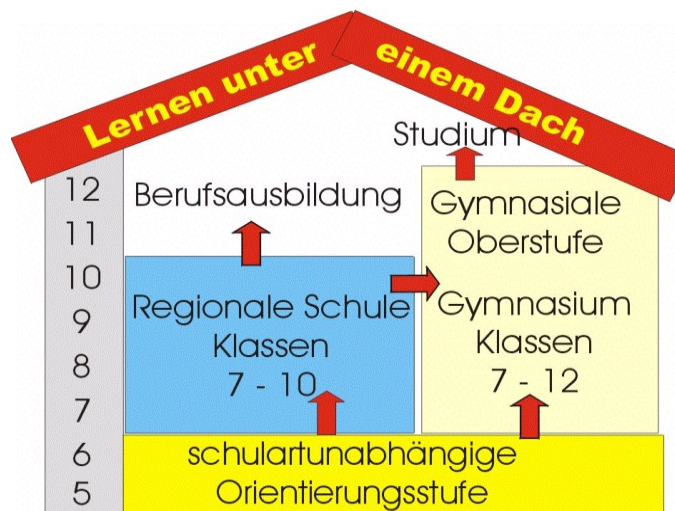 Lernen unter einem Dach
Studium
12
11
10
9
8
7
6
5
Berufsausbildung
Gymnasiale
Oberstufe
Regionale Schule
Klassen
7 - 10
Gymnasium
Klassen
7 - 12
schulartunabhängige
Orientierungsstufe